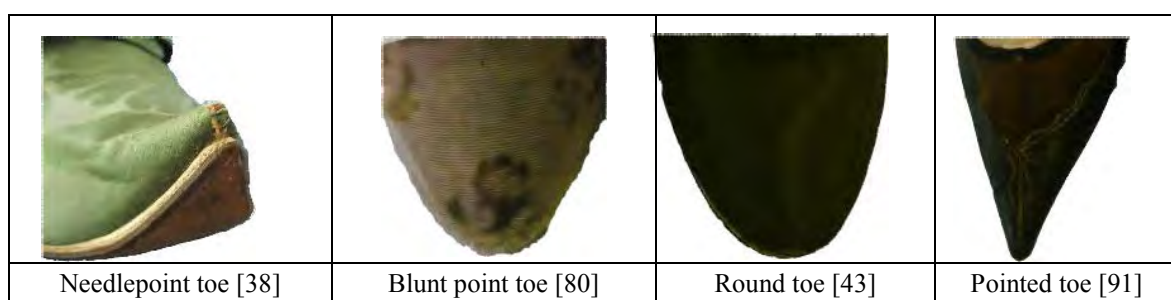 Needlepoint toe [38]
Blunt point toe [80]
Round toe [43]
Pointed toe [91]